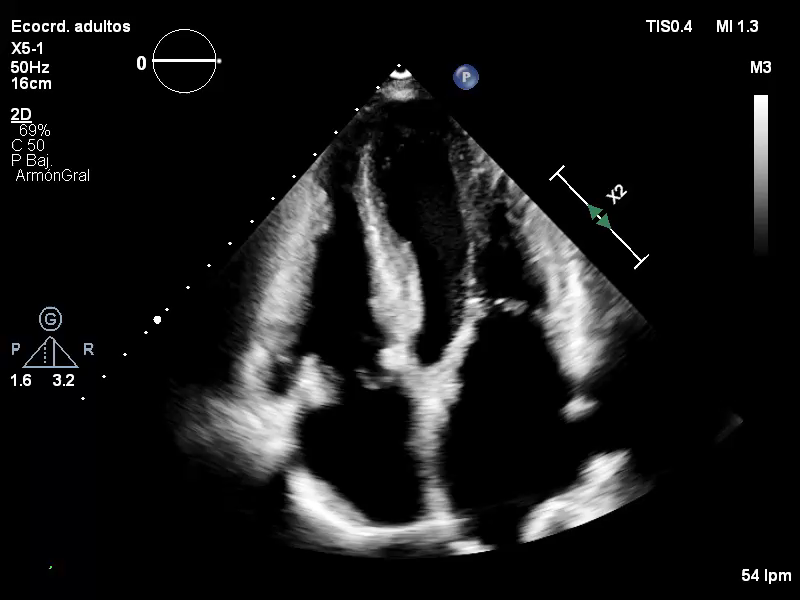 Ecocrd. adultos
X5-1
50Hz
16cm
2D
69%
C 50
P Baj.
ArmónGral
0
P
TIS0.4 MI 1.3
M3
X2
G
P R
1.6 3.2
54 lpm